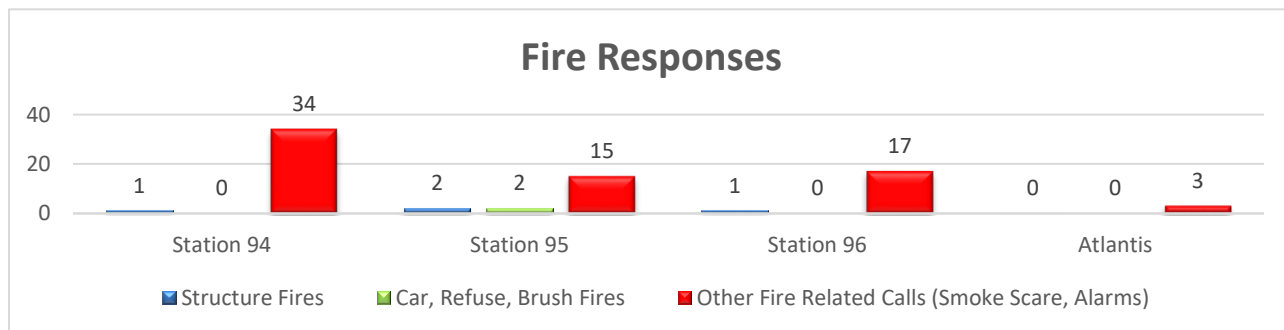 Fire Responses
34
40
15 17
20
1 0 2 2 1 0 0 0 3
0
Station 94 Station 95 Station 96 Atlantis
Structure Fires Car, Refuse, Brush Fires Other Fire Related Calls (Smoke Scare, Alarms)